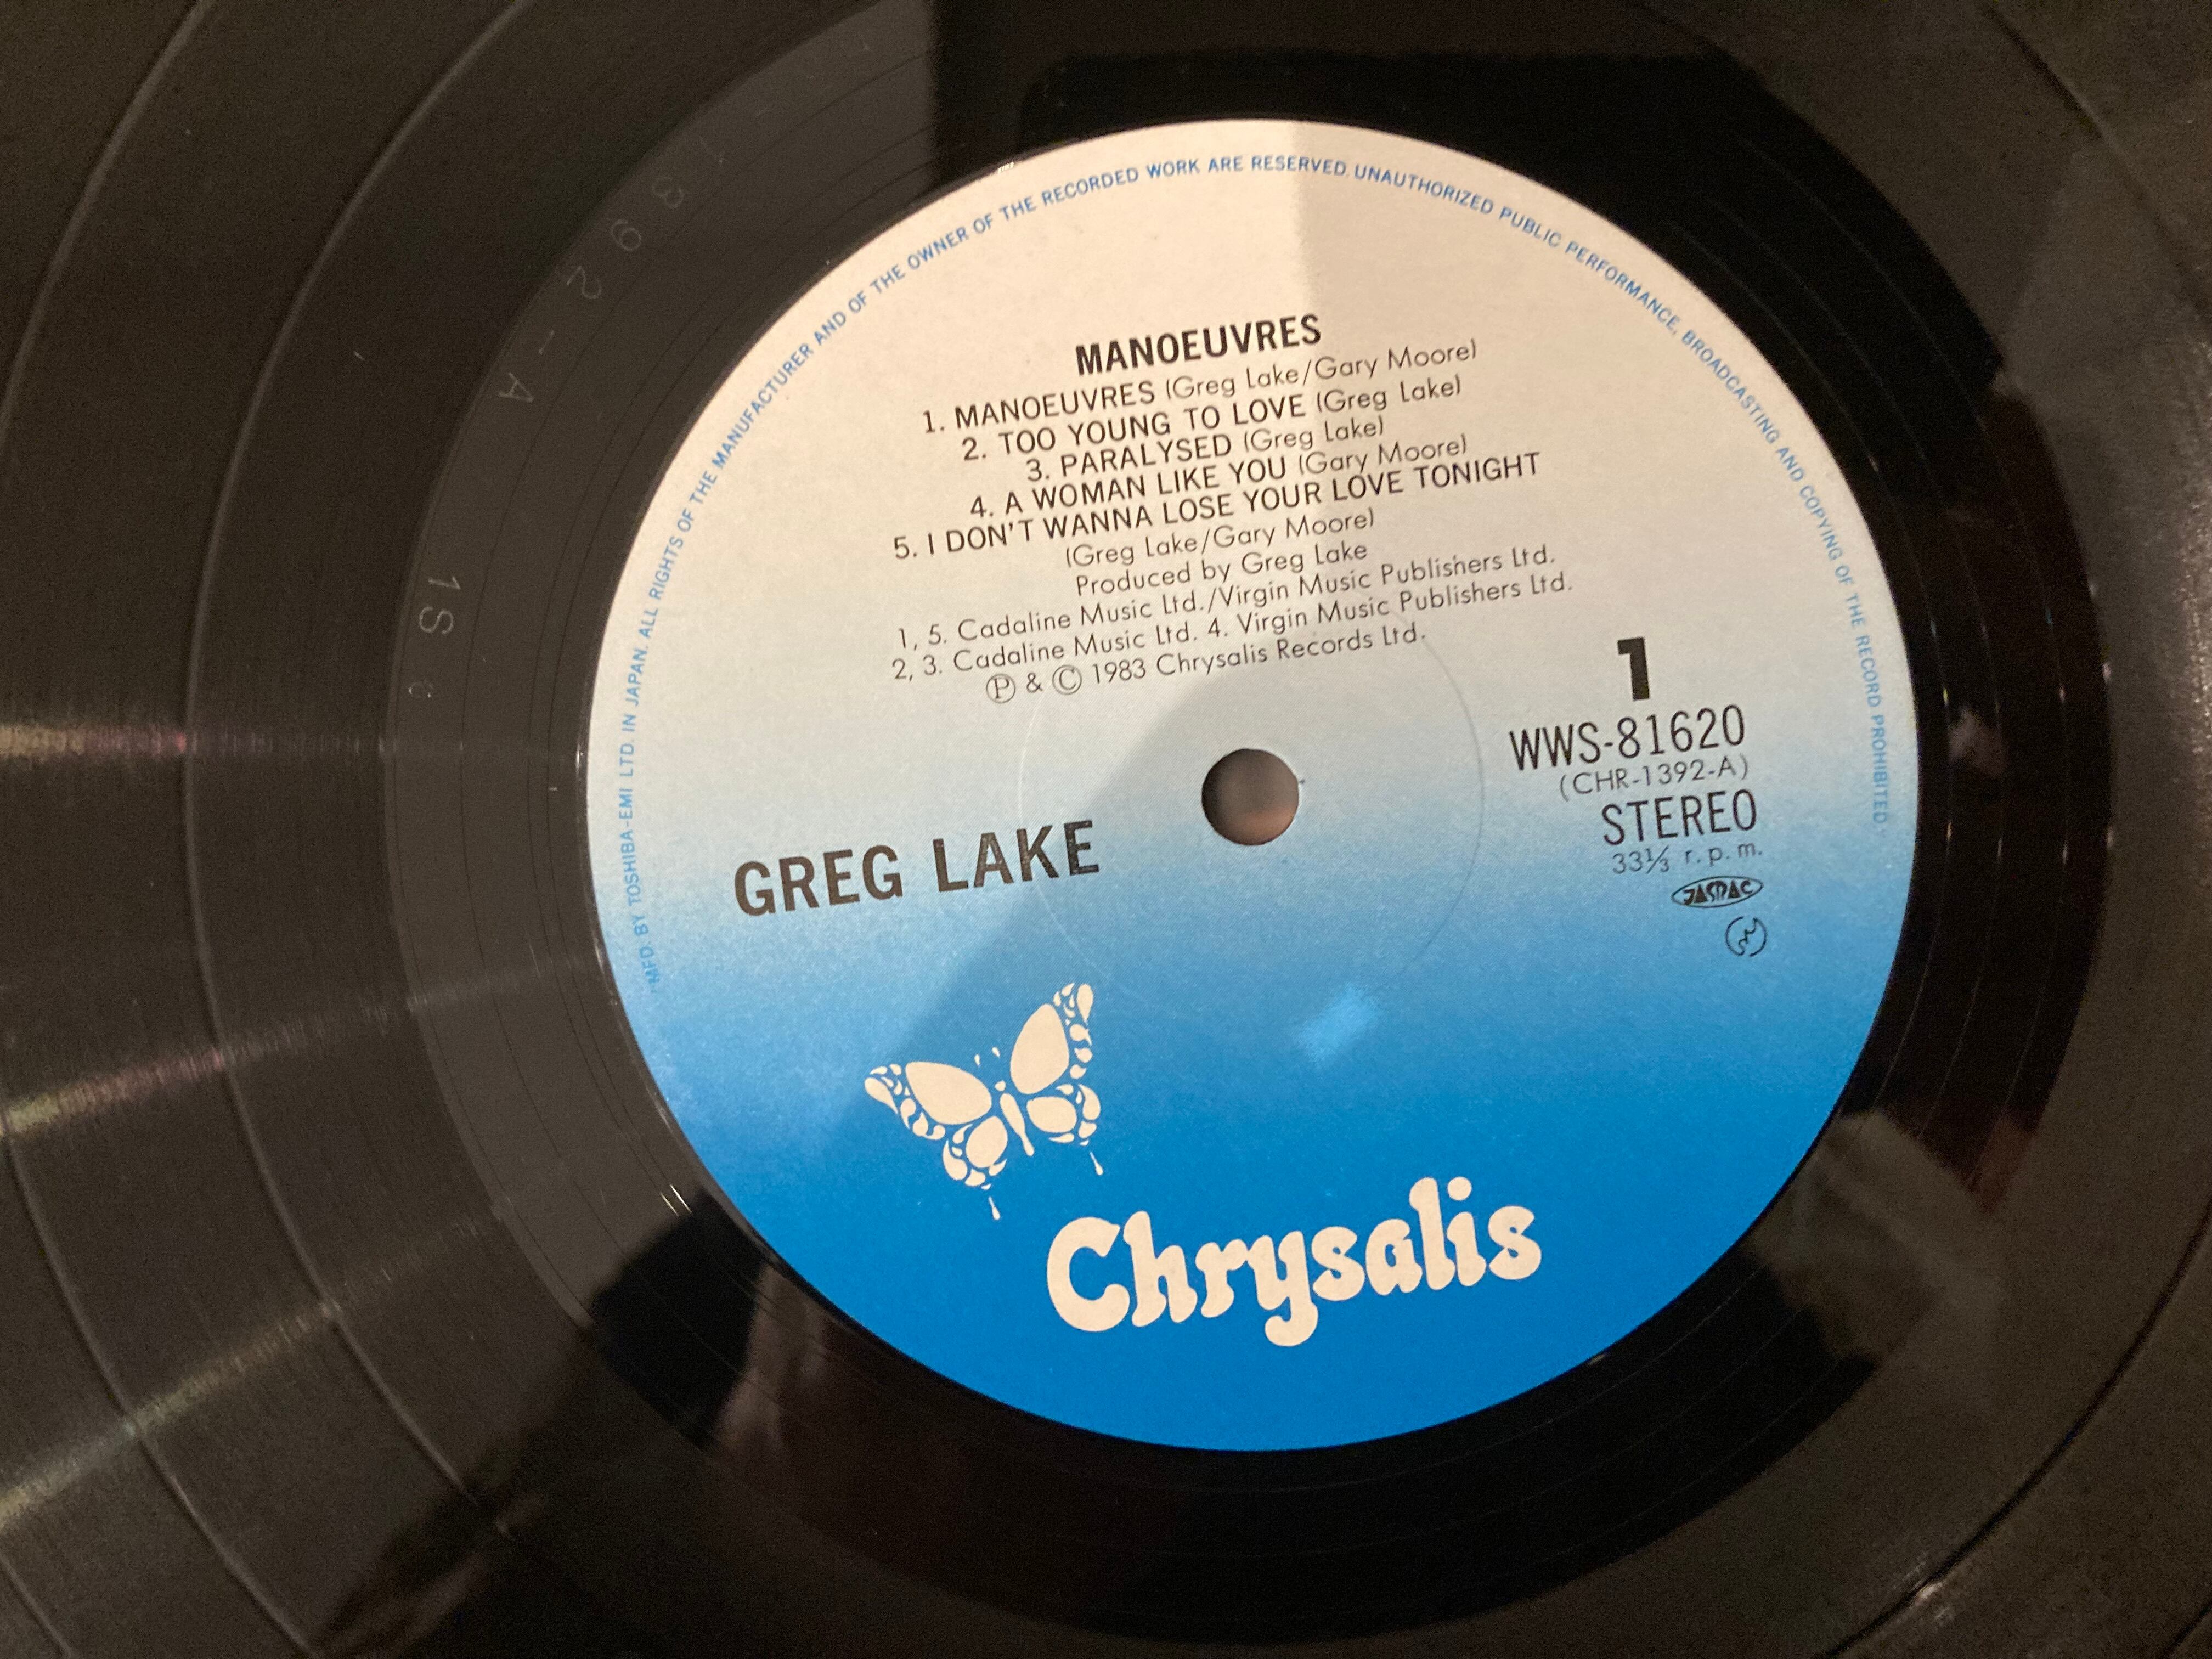 "MFD. BY TOSHIBA-EMI LTD. IN JAPAN. ALL RIGHTS OF THE MANUFACTURER AND OF THE OWNER OF THE RECORDED WORK ARE RESERVED. UNAUTHORIZED PUBLIC PERFORMANCE, BROADCASTING AND COPYING OF THE RECORD PROHIBITED."
MANOEUVRES
1. MANOEUVRES (Greg Lake/Gary Moore)
2. TOO YOUNG TO LOVE (Greg Lake)
3. PARALYSED (Greg Lake)
4. A WOMAN LIKE YOU (Gary Moore)
5. I DON'T WANNA LOSE YOUR LOVE TONIGHT
(Greg Lake/Gary Moore)
Produced by Greg Lake
1, 5. Cadaline Music Ltd./Virgin Music Publishers Ltd.
2, 3. Cadaline Music Ltd. 4. Virgin Music Publishers Ltd.
Ⓟ & © 1983 Chrysalis Records Ltd.
1
WWS-81620
(CHR-1392-A)
STEREO
33⅓ r.p.m.
JASRAC
GREG LAKE
Chrysalis
1392-A
1S